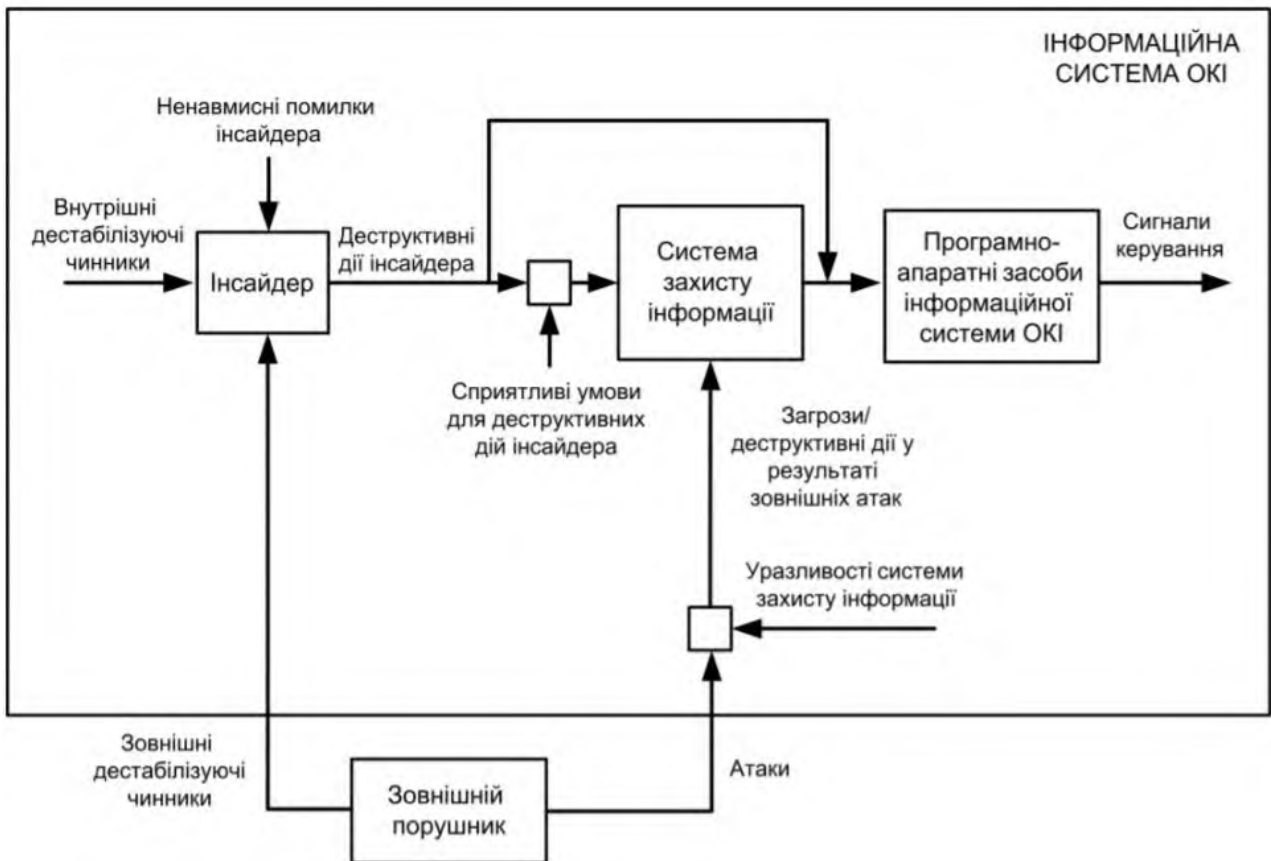 ІНФОРМАЦІЙНА
СИСТЕМА ОКІ
Ненавмисні помилки
інсайдера
Внутрішні
дестабілізуючі
чинники
Інсайдер
Деструктивні
дії інсайдера
Система
захисту
інформації
Програмно-
апаратні засоби
інформаційної
системи ОКІ
Сигнали
керування
Сприятливі умови
для деструктивних
дій інсайдера
Загрози/
деструктивні дії у
результаті
зовнішніх атак
Уразливості системи
захисту інформації
Зовнішні
дестабілізуючі
чинники
Зовнішній
порушник
Атаки